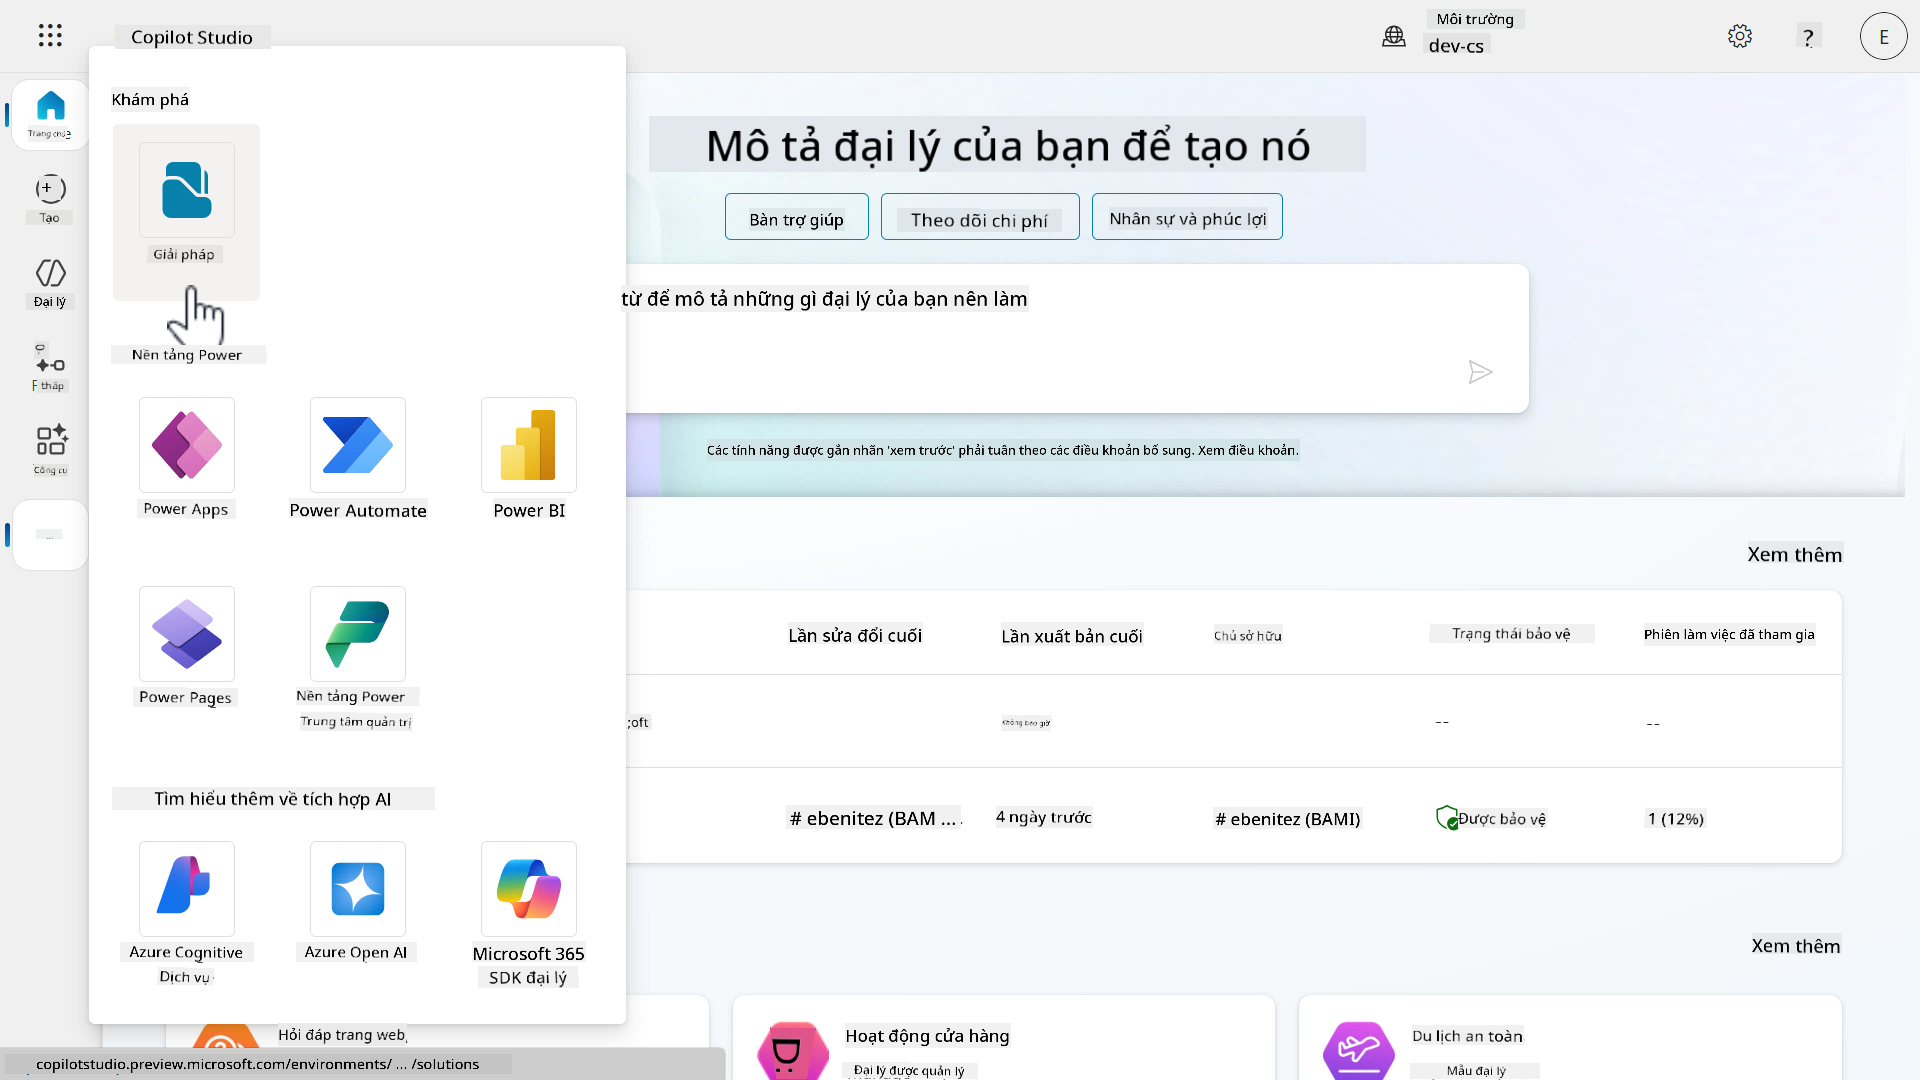 Copilot Studio
Môi trường
dev-cs
?
E
Khám phá
Giải pháp
Nền tảng Power
Power Apps
Power Automate
Power BI
Power Pages
Nền tảng Power
Trung tâm quản trị
Tìm hiểu thêm về tích hợp AI
Azure Cognitive
Dịch vụ
Azure Open AI
Microsoft 365
SDK đại lý
Trang chủ
Tạo
Đại lý
F tháp
Công cụ
...
Mô tả đại lý của bạn để tạo nó
Bàn trợ giúp
Theo dõi chi phí
Nhân sự và phúc lợi
từ để mô tả những gì đại lý của bạn nên làm
Các tính năng được gắn nhãn 'xem trước' phải tuân theo các điều khoản bổ sung. Xem điều khoản.
Xem thêm
Lần sửa đổi cuối
Lần xuất bản cuối
Chủ sở hữu
Trạng thái bảo vệ
Phiên làm việc đã tham gia
oft
Không bao giờ
--
--
# ebenitez (BAM ...
4 ngày trước
# ebenitez (BAMI)
Được bảo vệ
1 (12%)
Xem thêm
Hỏi đáp trang web
Hoạt động cửa hàng
Đại lý được quản lý
Du lịch an toàn
Mẫu đại lý
copilotstudio.preview.microsoft.com/environments/ ... /solutions